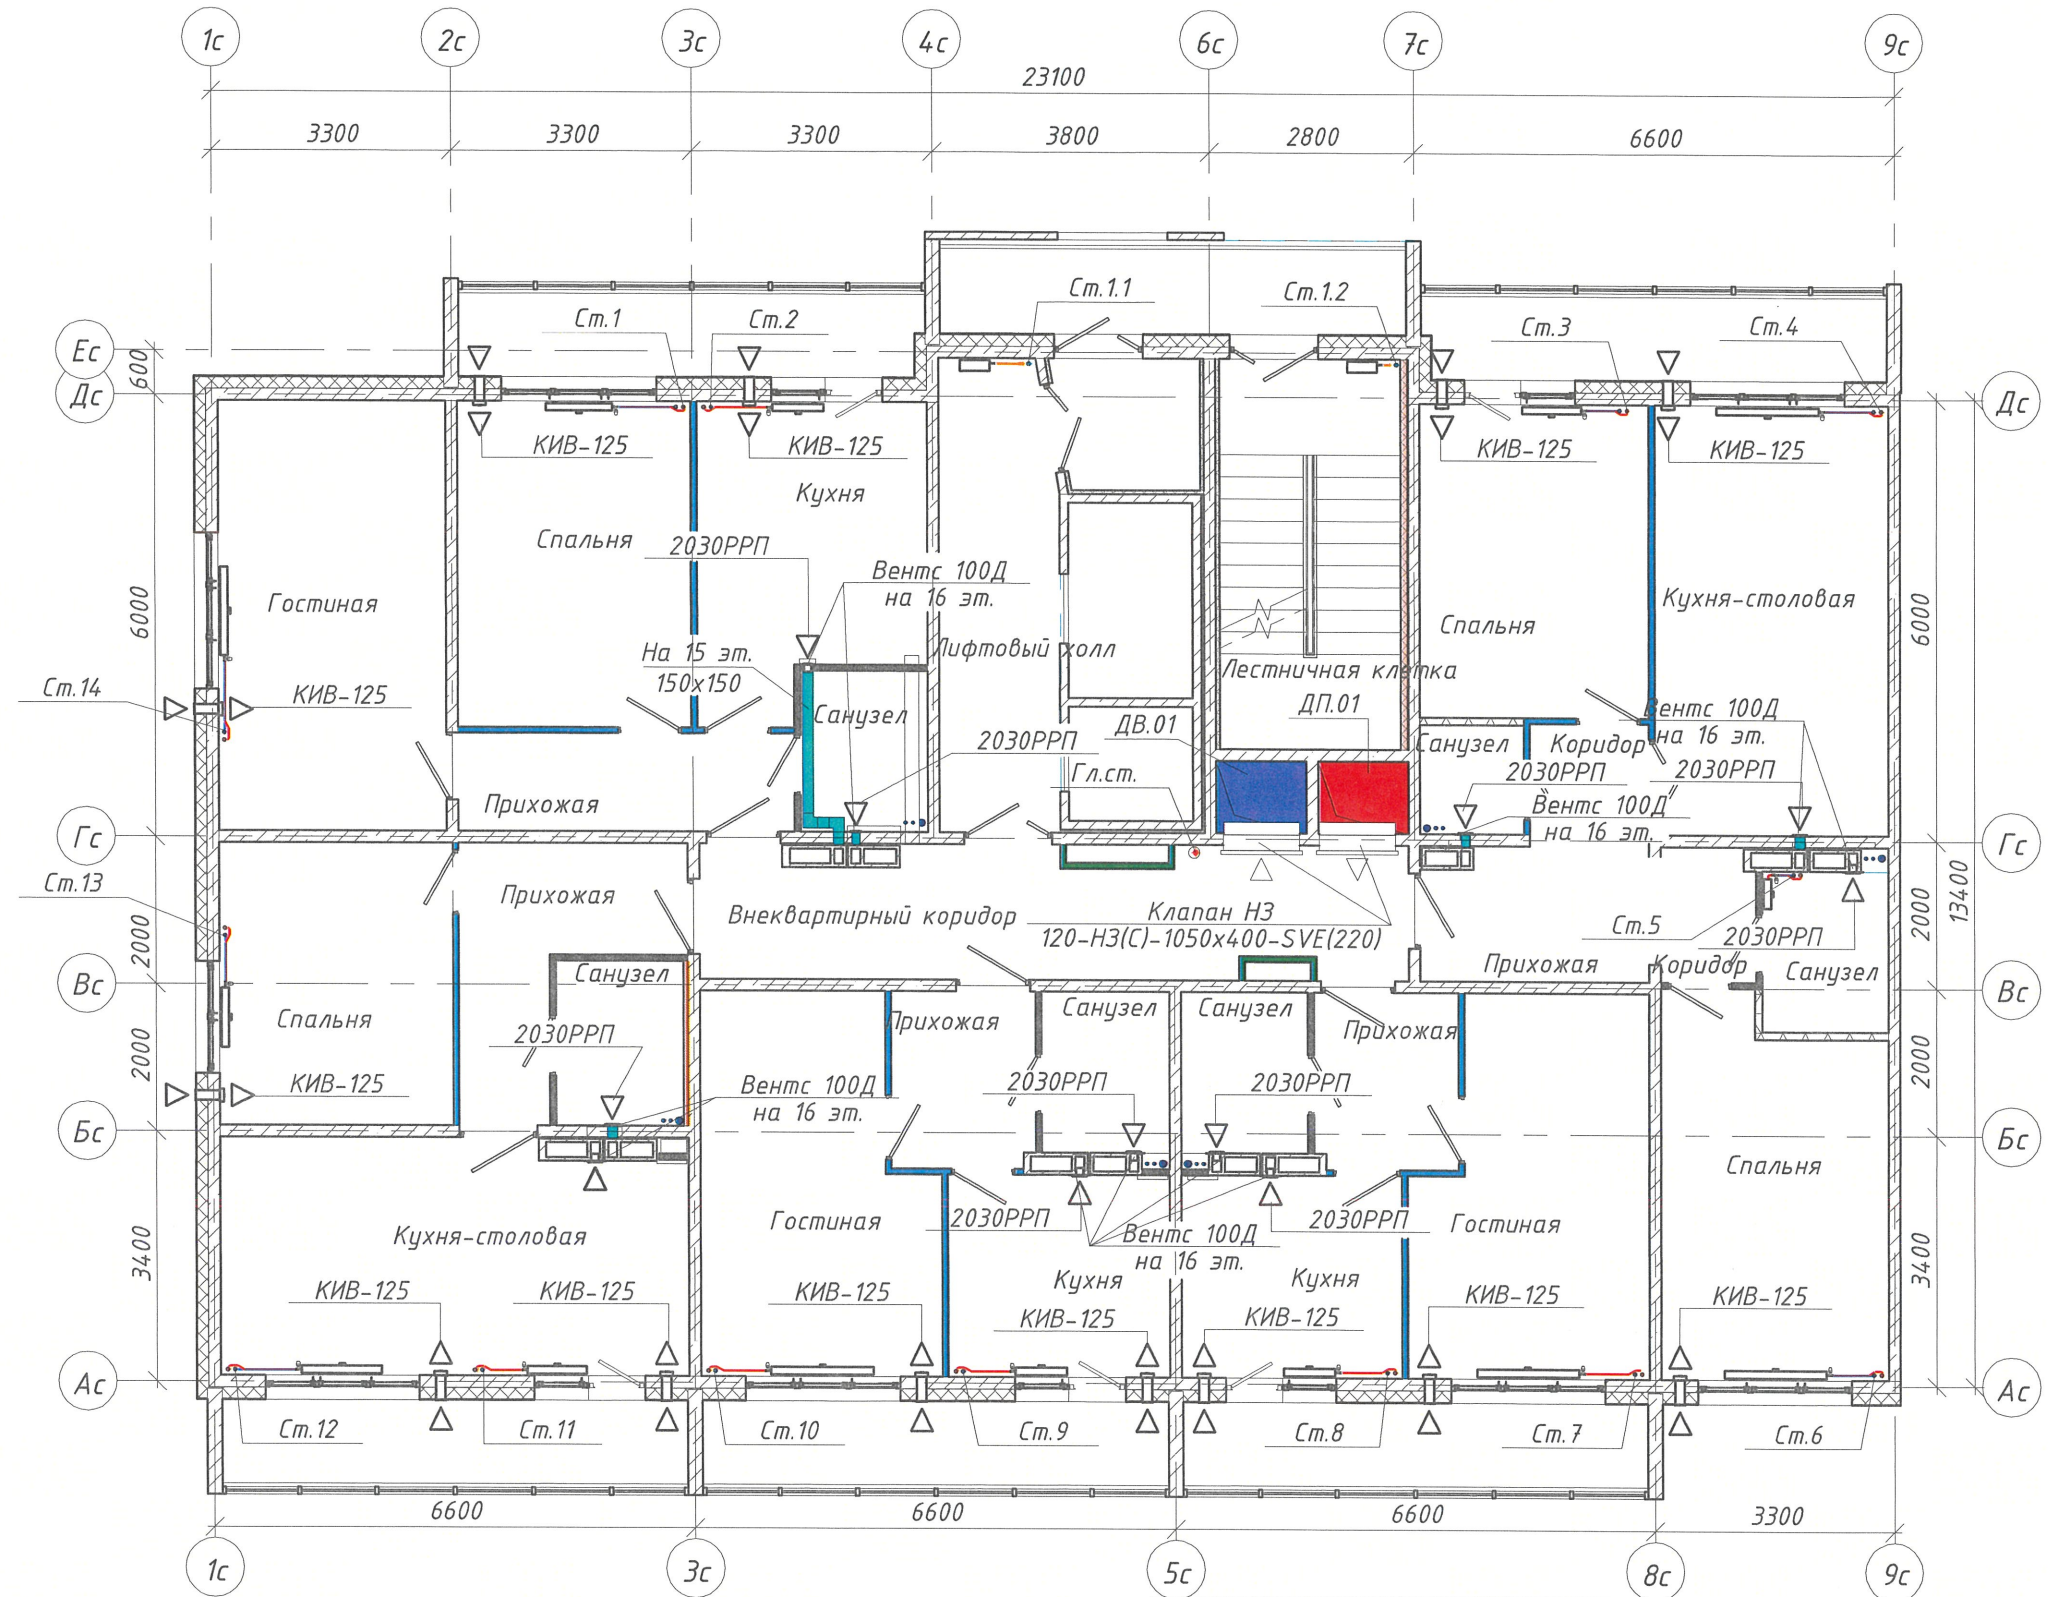 1с 2с 3с 4с 6с 7с 9с
23100
3300 3300 3300 3800 2800 6600
Ст.1.1 Ст.1.2
Ст.1 Ст.2 Ст.3 Ст.4
Ес
600
Дс Дс
КИВ-125 КИВ-125 КИВ-125 КИВ-125
Кухня
Спальня 2030РРП
Вентс 100Д
на 16 эт.
Гостиная Кухня-столовая
6000 6000
Спальня
На 15 эт. Лифтовый холл
150х150 Лестничная клетка
Ст.14 КИВ-125
Санузел ДВ.01 ДП.01 Вентс 100Д
на 16 эт.
2030РРП Санузел Коридор
Гл.ст. 2030РРП 2030РРП
Прихожая Вентс 100Д
на 16 эт.
Гс Гс
Ст.13
Прихожая
2000 Внеквартирный коридор Клапан НЗ 2000 13400
120-НЗ(С)-1050х400-SVE(220) Ст.5 2030РРП
Санузел Прихожая Коридор Санузел
Вс Вс
Спальня Прихожая Санузел Санузел Прихожая
2030РРП
2000 2000
КИВ-125 Вентс 100Д 2030РРП 2030РРП
на 16 эт.
Бс Бс
Спальня
Кухня-столовая Гостиная 2030РРП 2030РРП Гостиная
Вентс 100Д
на 16 эт.
3400 3400
Кухня Кухня
КИВ-125 КИВ-125 КИВ-125 КИВ-125 КИВ-125
КИВ-125 КИВ-125
Ас Ас
Ст.12 Ст.11 Ст.10 Ст.9 Ст.8 Ст.7 Ст.6
6600 6600 6600 3300
1с 3с 5с 8с 9с